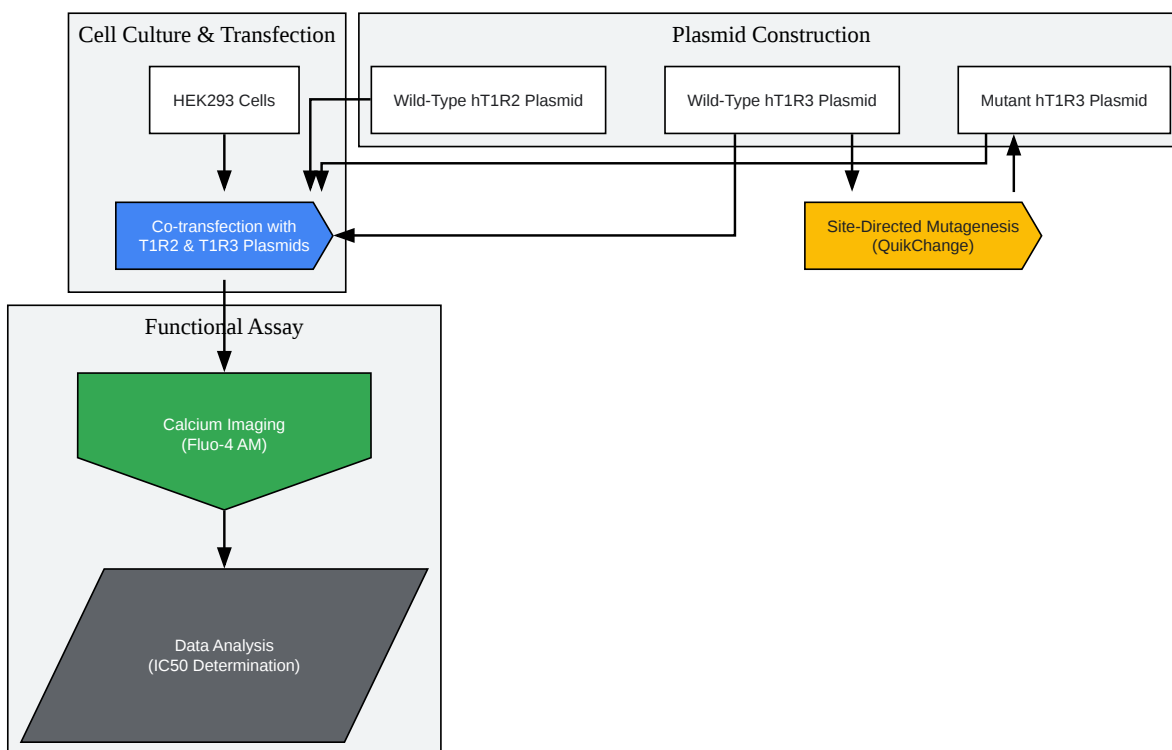 Cell Culture & Transfection
Plasmid Construction
HEK293 Cells
Wild-Type hT1R2 Plasmid
Wild-Type hT1R3 Plasmid
Mutant hT1R3 Plasmid
Co-transfection with
T1R2 & T1R3 Plasmids
Site-Directed Mutagenesis
(QuikChange)
Functional Assay
Calcium Imaging
(Fluo-4 AM)
Data Analysis
(IC50 Determination)